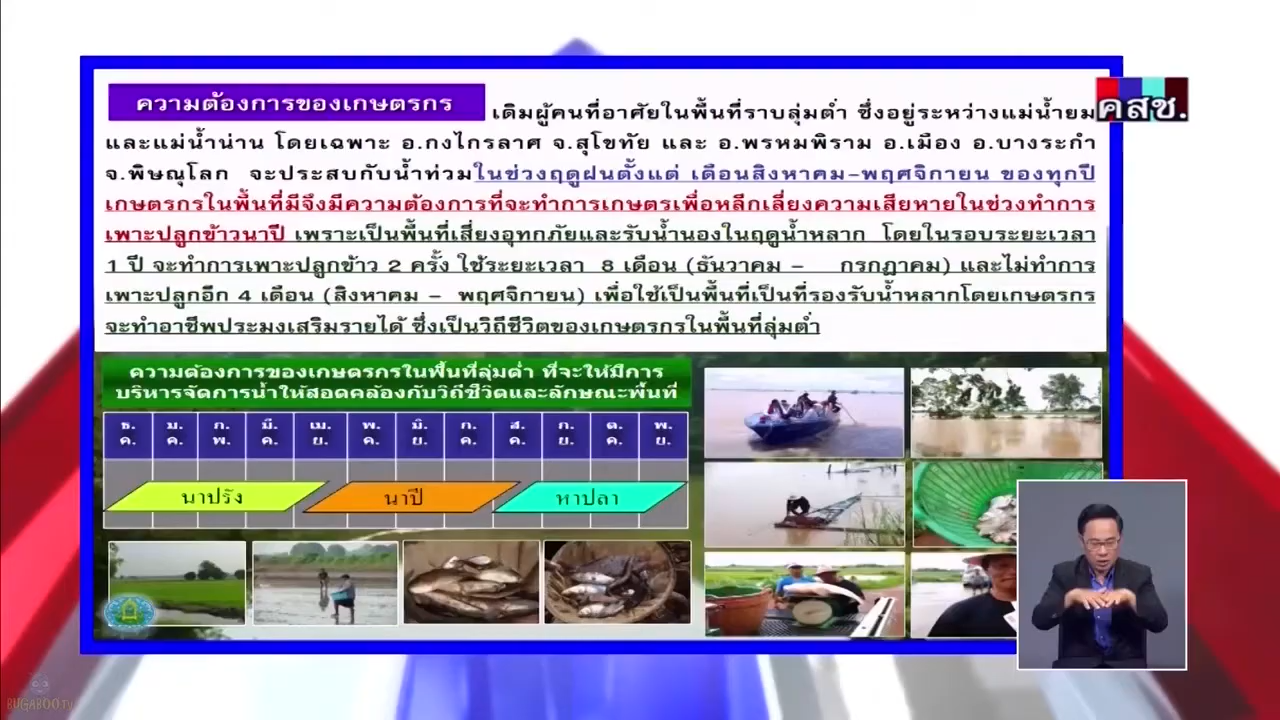 ความต้องการของเกษตรกร
คสช.
เดิมผู้คนที่อาศัยในพื้นที่ราบลุ่มต่ำ ซึ่งอยู่ระหว่างแม่น้ำยม
และแม่น้ำน่าน โดยเฉพาะ อ.กงไกรลาศ จ.สุโขทัย และ อ.พรหมพิราม อ.เมือง อ.บางระกำ
จ.พิษณุโลก จะประสบกับน้ำท่วมในช่วงฤดูฝนตั้งแต่ เดือนสิงหาคม–พฤศจิกายน ของทุกปี
เกษตรกรในพื้นที่มีจึงมีความต้องการที่จะทำการเกษตรเพื่อหลีกเลี่ยงความเสียหายในช่วงทำการ
เพาะปลูกข้าวนาปี เพราะเป็นพื้นที่เสี่ยงอุทกภัยและรับน้ำนองในฤดูน้ำหลาก โดยในรอบระยะเวลา
1 ปี จะทำการเพาะปลูกข้าว 2 ครั้ง ใช้ระยะเวลา 8 เดือน (ธันวาคม – กรกฎาคม) และไม่ทำการ
เพาะปลูกอีก 4 เดือน (สิงหาคม – พฤศจิกายน) เพื่อใช้เป็นพื้นที่เป็นที่รองรับน้ำหลากโดยเกษตรกร
จะทำอาชีพประมงเสริมรายได้ ซึ่งเป็นวิถีชีวิตของเกษตรกรในพื้นที่ลุ่มต่ำ
ความต้องการของเกษตรกรในพื้นที่ลุ่มต่ำ ที่จะให้มีการ
บริหารจัดการน้ำให้สอดคล้องกับวิถีชีวิตและลักษณะพื้นที่
ธ.ค. ม.ค. ก.พ. มี.ค. เม.ย. พ.ค. มิ.ย. ก.ค. ส.ค. ก.ย. ต.ค. พ.ย.
นาปรัง นาปี หาปลา
BUGABOO.TV